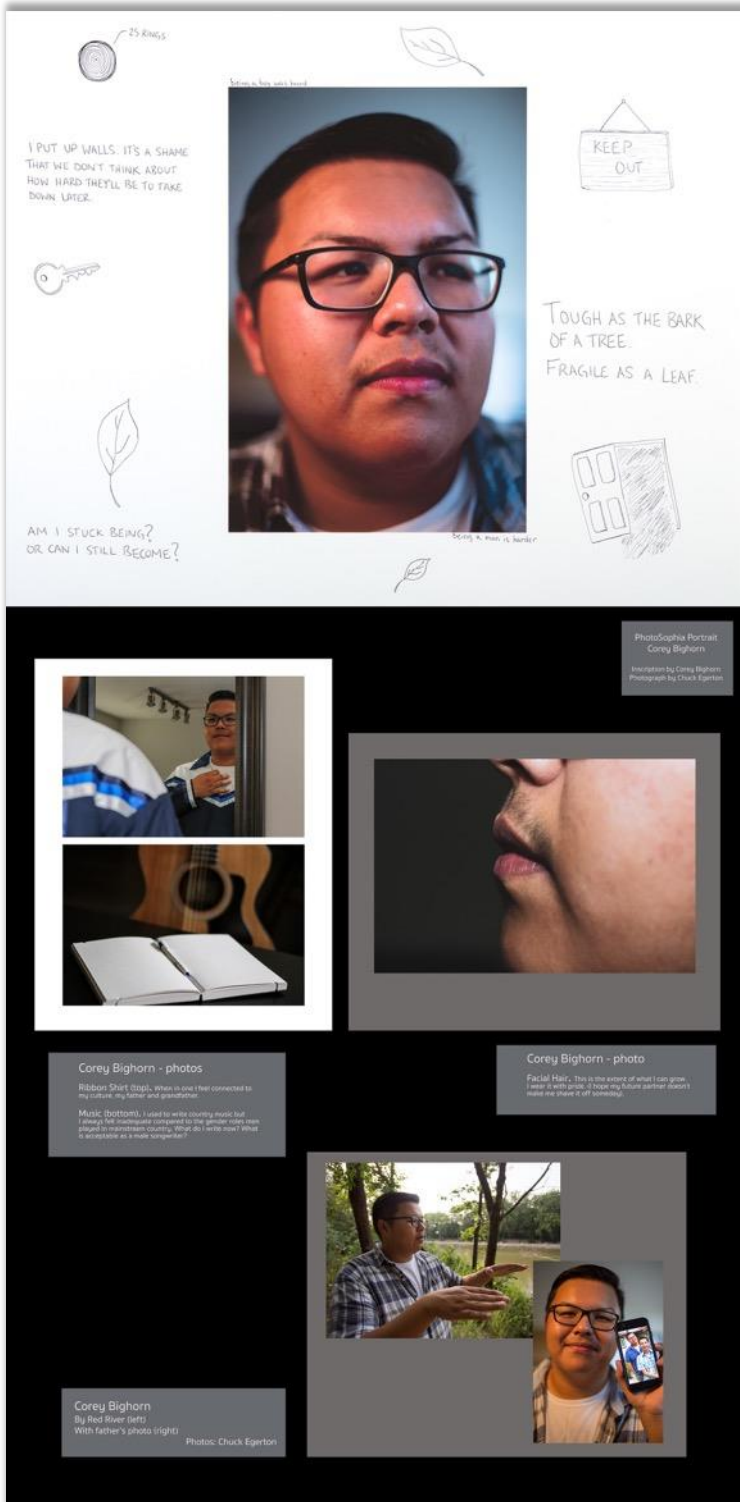 25 RINGS
being a boy was hard
I PUT UP WALLS. IT'S A SHAME
THAT WE DON'T THINK ABOUT
HOW HARD THEY'LL BE TO TAKE
DOWN LATER.
KEEP
OUT
TOUGH AS THE BARK
OF A TREE.
FRAGILE AS A LEAF.
AM I STUCK BEING?
OR CAN I STILL BECOME?
being a man is harder
PhotoSophia Portrait
Corey Bighorn
Inscription by Corey Bighorn
Photograph by Chuck Egerton
Corey Bighorn - photos
Ribbon Shirt (top). When in one I feel connected to
my culture, my father and grandfather.
Music (bottom). I used to write country music but
I always felt inadequate compared to the gender roles men
played in mainstream country. What do I write now? What
is acceptable as a male songwriter?
Corey Bighorn - photo
Facial Hair. This is the extent of what I can grow.
I wear it with pride. (I hope my future partner doesn't
make me shave it off someday).
Corey Bighorn
By Red River (left)
With father's photo (right)
Photos: Chuck Egerton